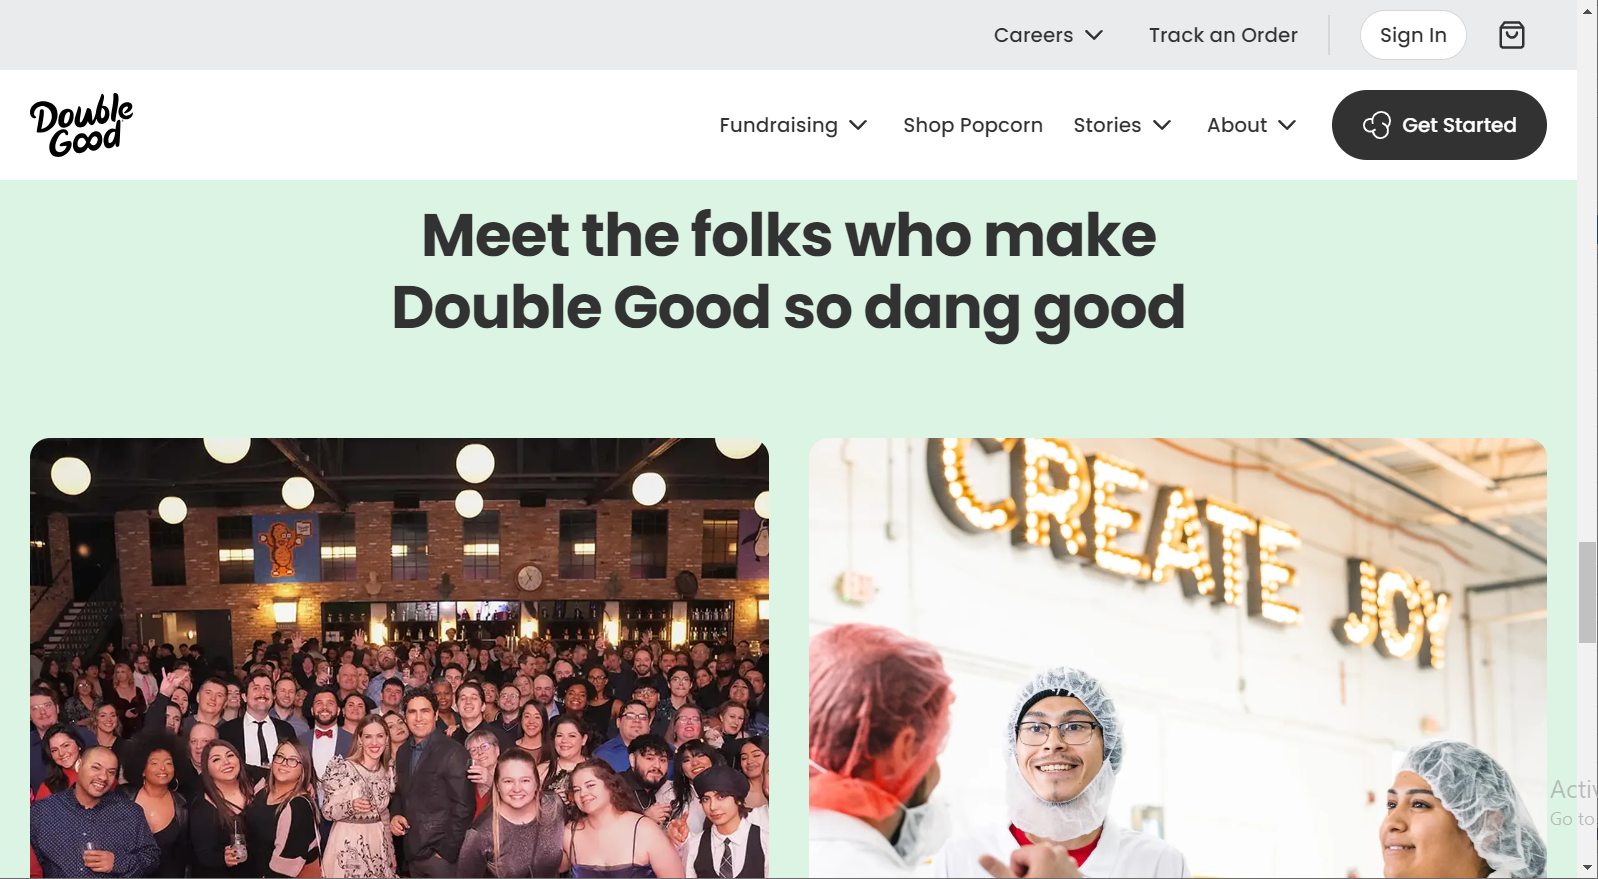 Careers
Track an Order
Sign In
Double
Good
Fundraising
Shop Popcorn
Stories
About
Get Started
Meet the folks who make
Double Good so dang good
CREATE JOY
Activ
Go to